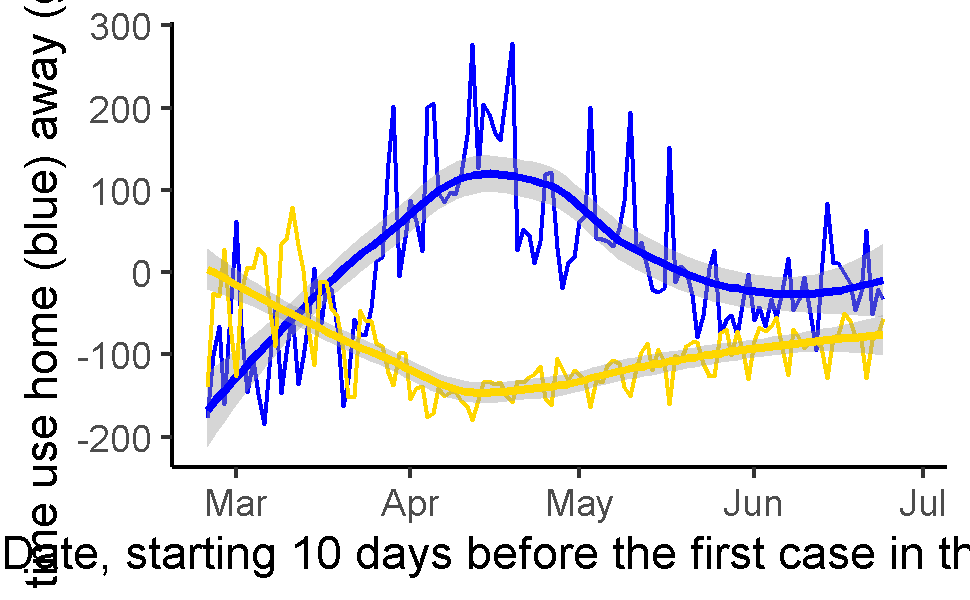 time use home (blue) away (
300
200
100
0
-100
-200
Mar Apr May Jun Jul
Date, starting 10 days before the first case in th